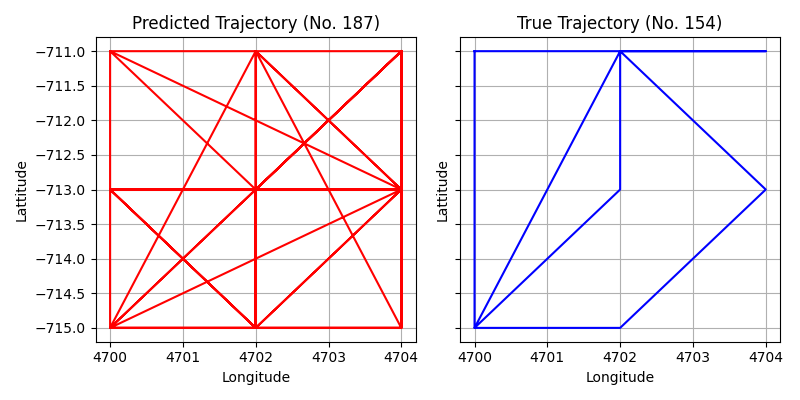 Predicted Trajectory (No. 187)
True Trajectory (No. 154)
Lattitude
−711.0
−711.5
−712.0
−712.5
−713.0
−713.5
−714.0
−714.5
−715.0
4700 4701 4702 4703 4704
Longitude
Lattitude
4700 4701 4702 4703 4704
Longitude